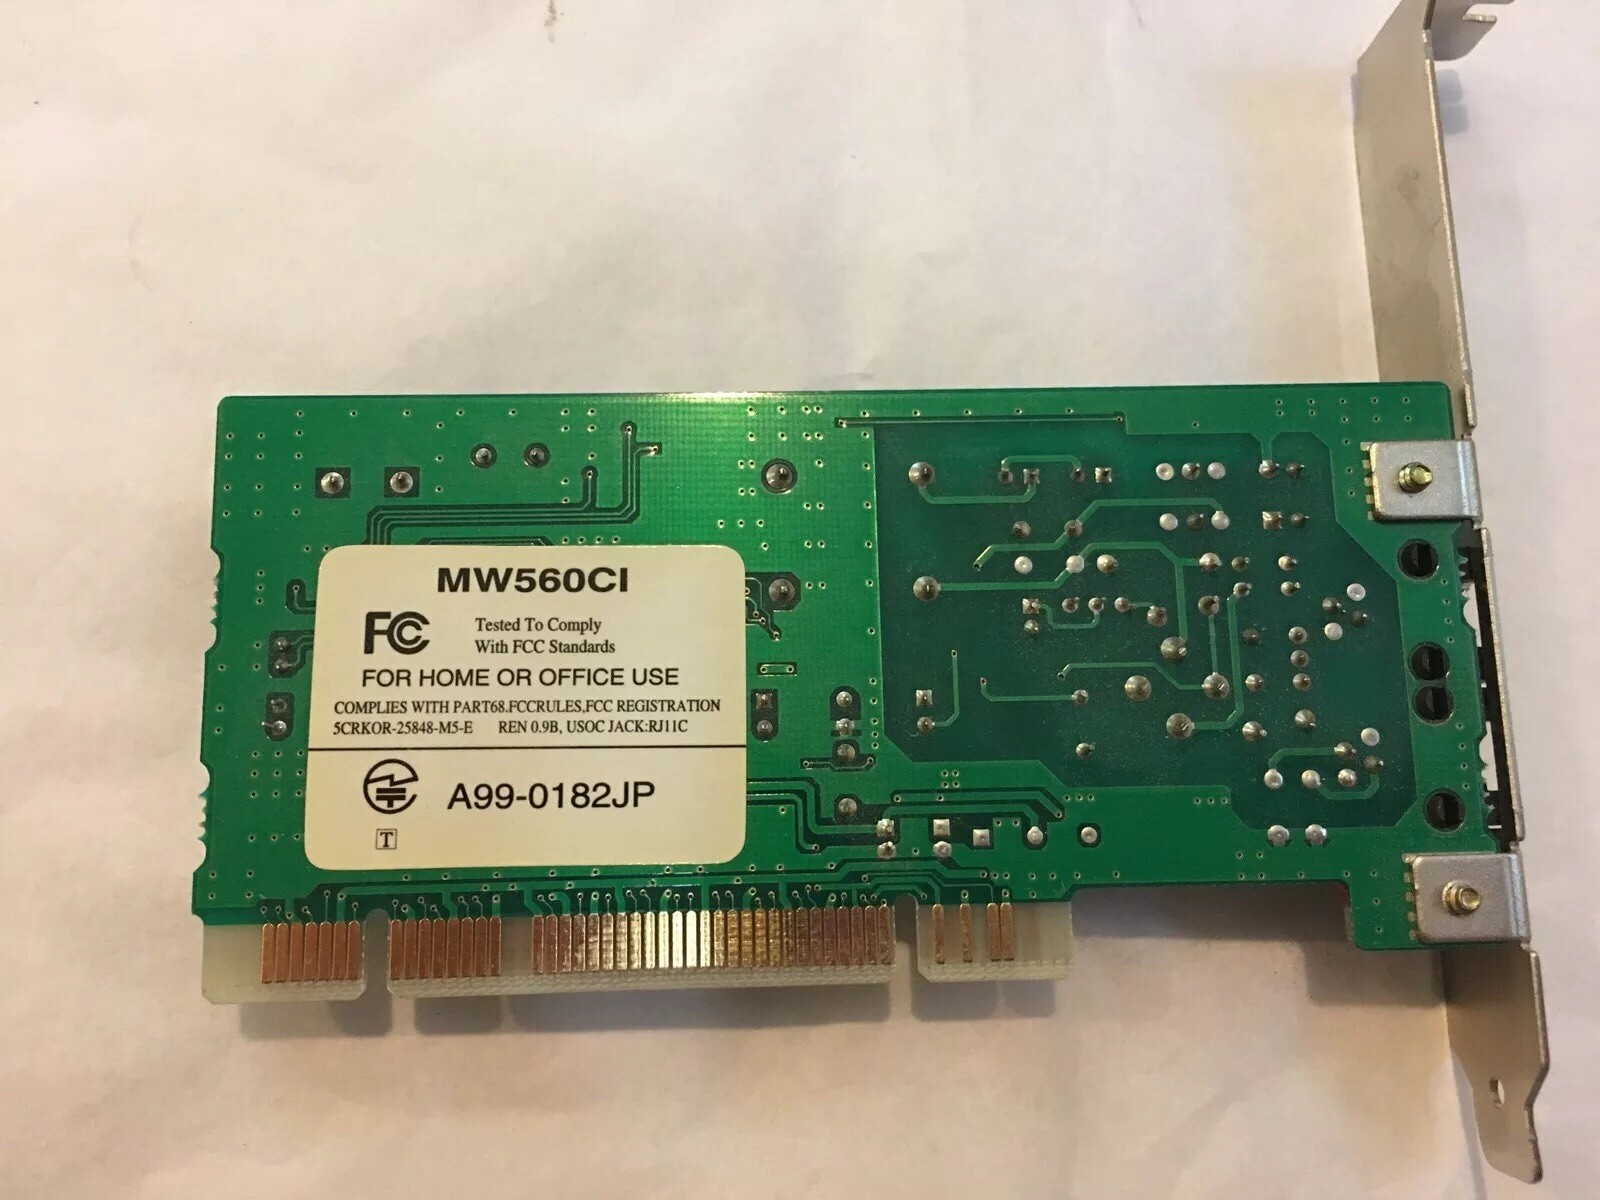 MW560CI
FC Tested To Comply
With FCC Standards
FOR HOME OR OFFICE USE
COMPLIES WITH PART68.FCCRULES,FCC REGISTRATION
5CRKOR-25848-M5-E REN 0.9B, USOC JACK:RJ11C
A99-0182JP
T